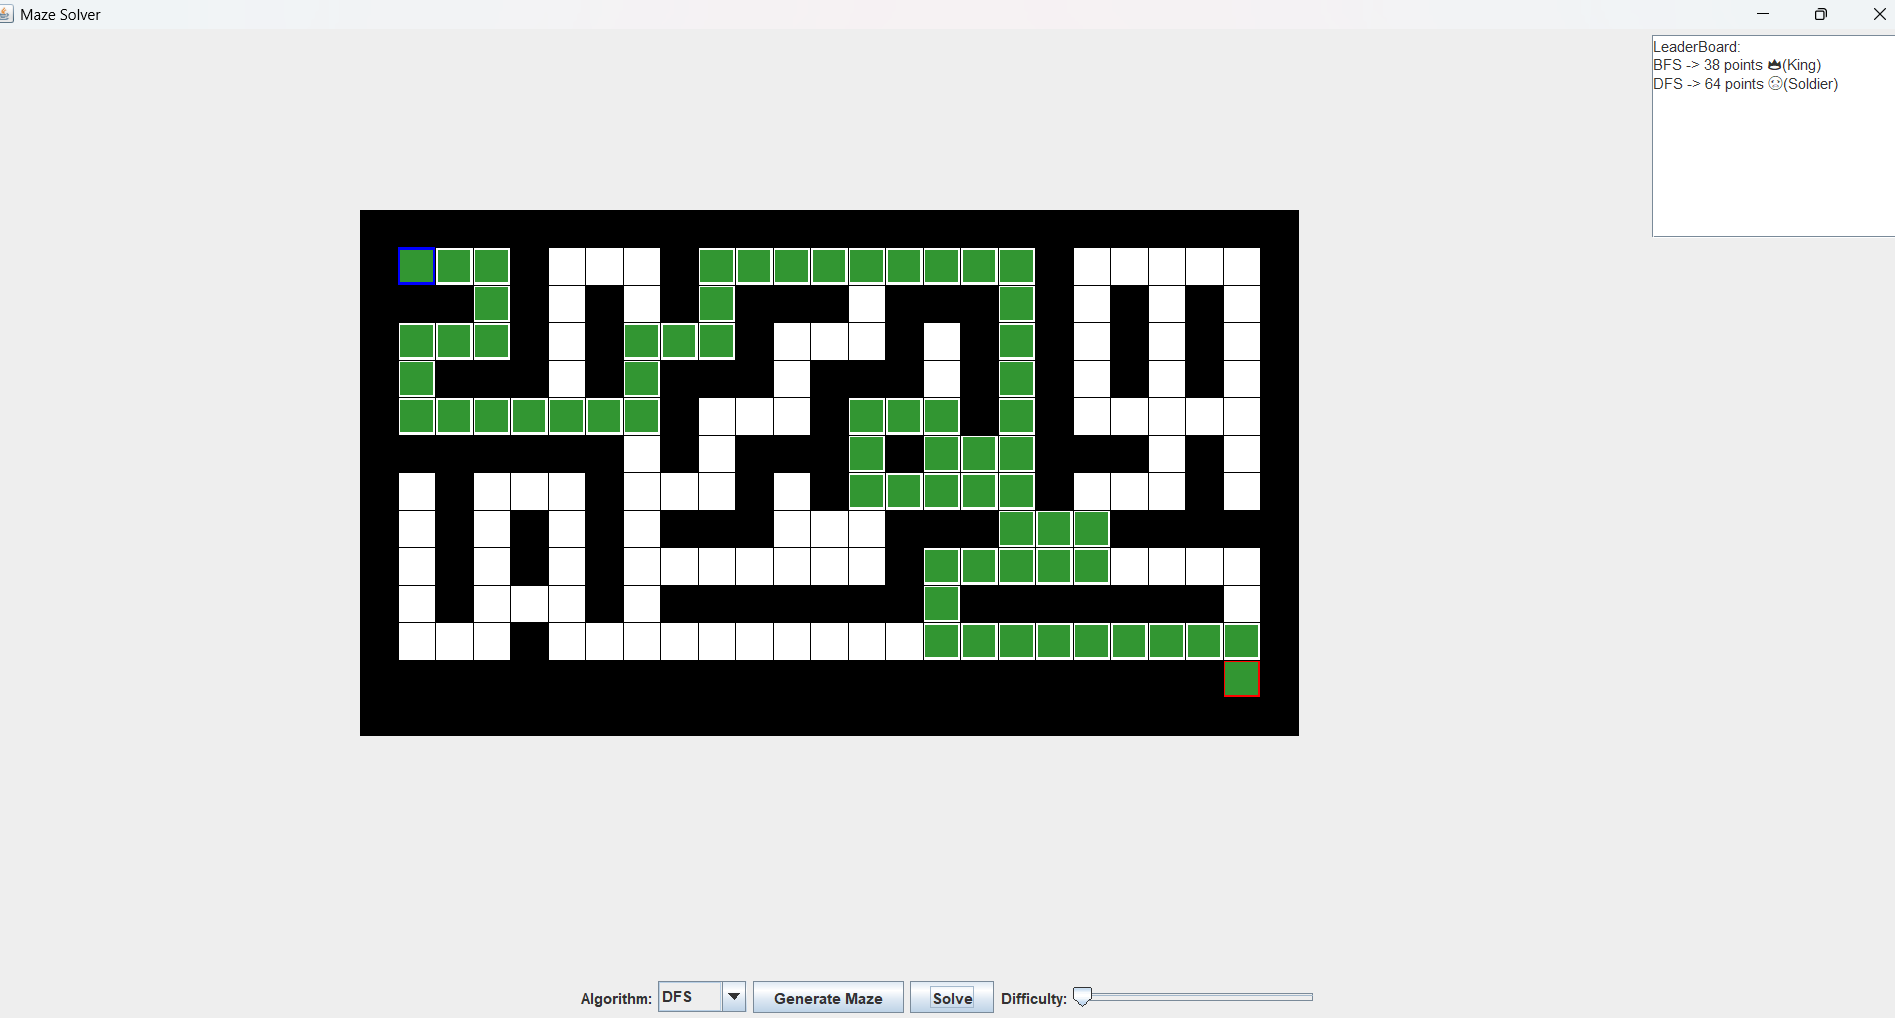 Maze Solver
LeaderBoard:
BFS -> 38 points 👑(King)
DFS -> 64 points 😢(Soldier)
Algorithm: DFS Generate Maze Solve Difficulty: